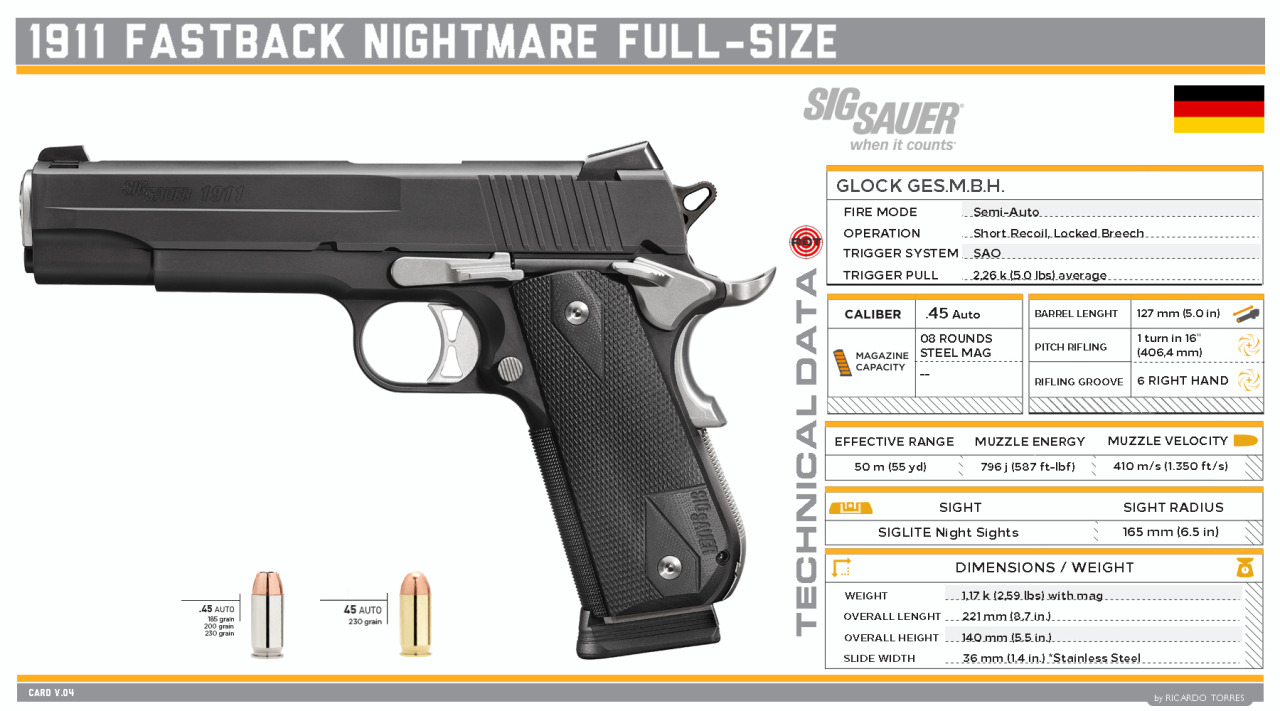 1911 FASTBACK NIGHTMARE FULL-SIZE
SIG SAUER
when it counts
SIG SAUER 1911
GLOCK GES.M.B.H.
FIRE MODE Semi-Auto
OPERATION Short Recoil, Locked Breech
TRIGGER SYSTEM SAO
TRIGGER PULL 2,26 k (5.0 lbs) average
TECHNICAL DATA
CALIBER .45 Auto
MAGAZINE CAPACITY
08 ROUNDS
STEEL MAG
--
BARREL LENGHT 127 mm (5.0 in)
PITCH RIFLING 1 turn in 16"
(406,4 mm)
RIFLING GROOVE 6 RIGHT HAND
EFFECTIVE RANGE MUZZLE ENERGY MUZZLE VELOCITY
50 m (55 yd) 796 j (587 ft-lbf) 410 m/s (1.350 ft/s)
SIGHT SIGHT RADIUS
SIGLITE Night Sights 165 mm (6.5 in)
DIMENSIONS / WEIGHT
WEIGHT 1,17 k (2,59 lbs) with mag
OVERALL LENGHT 221 mm (8,7 in.)
OVERALL HEIGHT 140 mm (5.5 in.)
SLIDE WIDTH 36 mm (1.4 in.) *Stainless Steel
SIG SAUER
.45 AUTO
185 grain
200 grain
230 grain
45 AUTO
230 grain
CARD V.04
by RICARDO TORRES